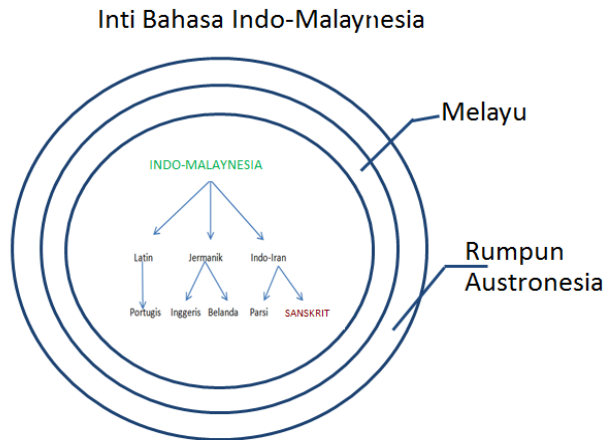 Inti Bahasa Indo-Malaynesia
Melayu
INDO-MALAYNESIA
Latin Jermanik Indo-Iran
Rumpun
Austronesia
Portugis Inggeris Belanda Parsi SANSKRIT